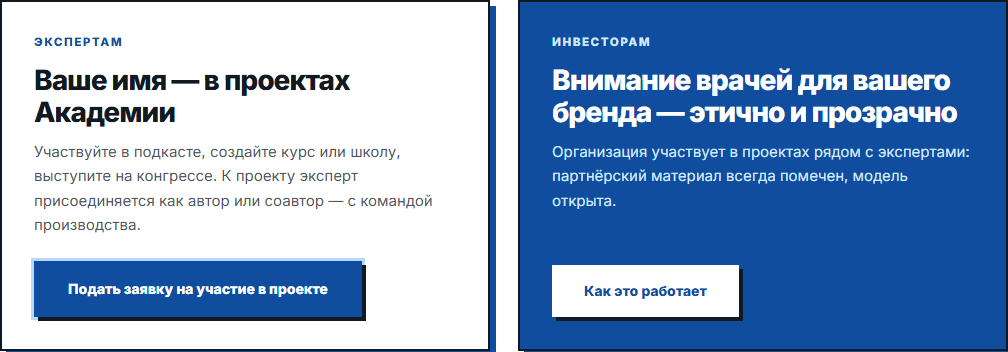 ЭКСПЕРТАМ
Ваше имя — в проектах
Академии
Участвуйте в подкасте, создайте курс или школу,
выступите на конгрессе. К проекту эксперт
присоединяется как автор или соавтор — с командой
производства.
Подать заявку на участие в проекте
ИНВЕСТОРАМ
Внимание врачей для вашего
бренда — этично и прозрачно
Организация участвует в проектах рядом с экспертами:
партнёрский материал всегда помечен, модель
открыта.
Как это работает